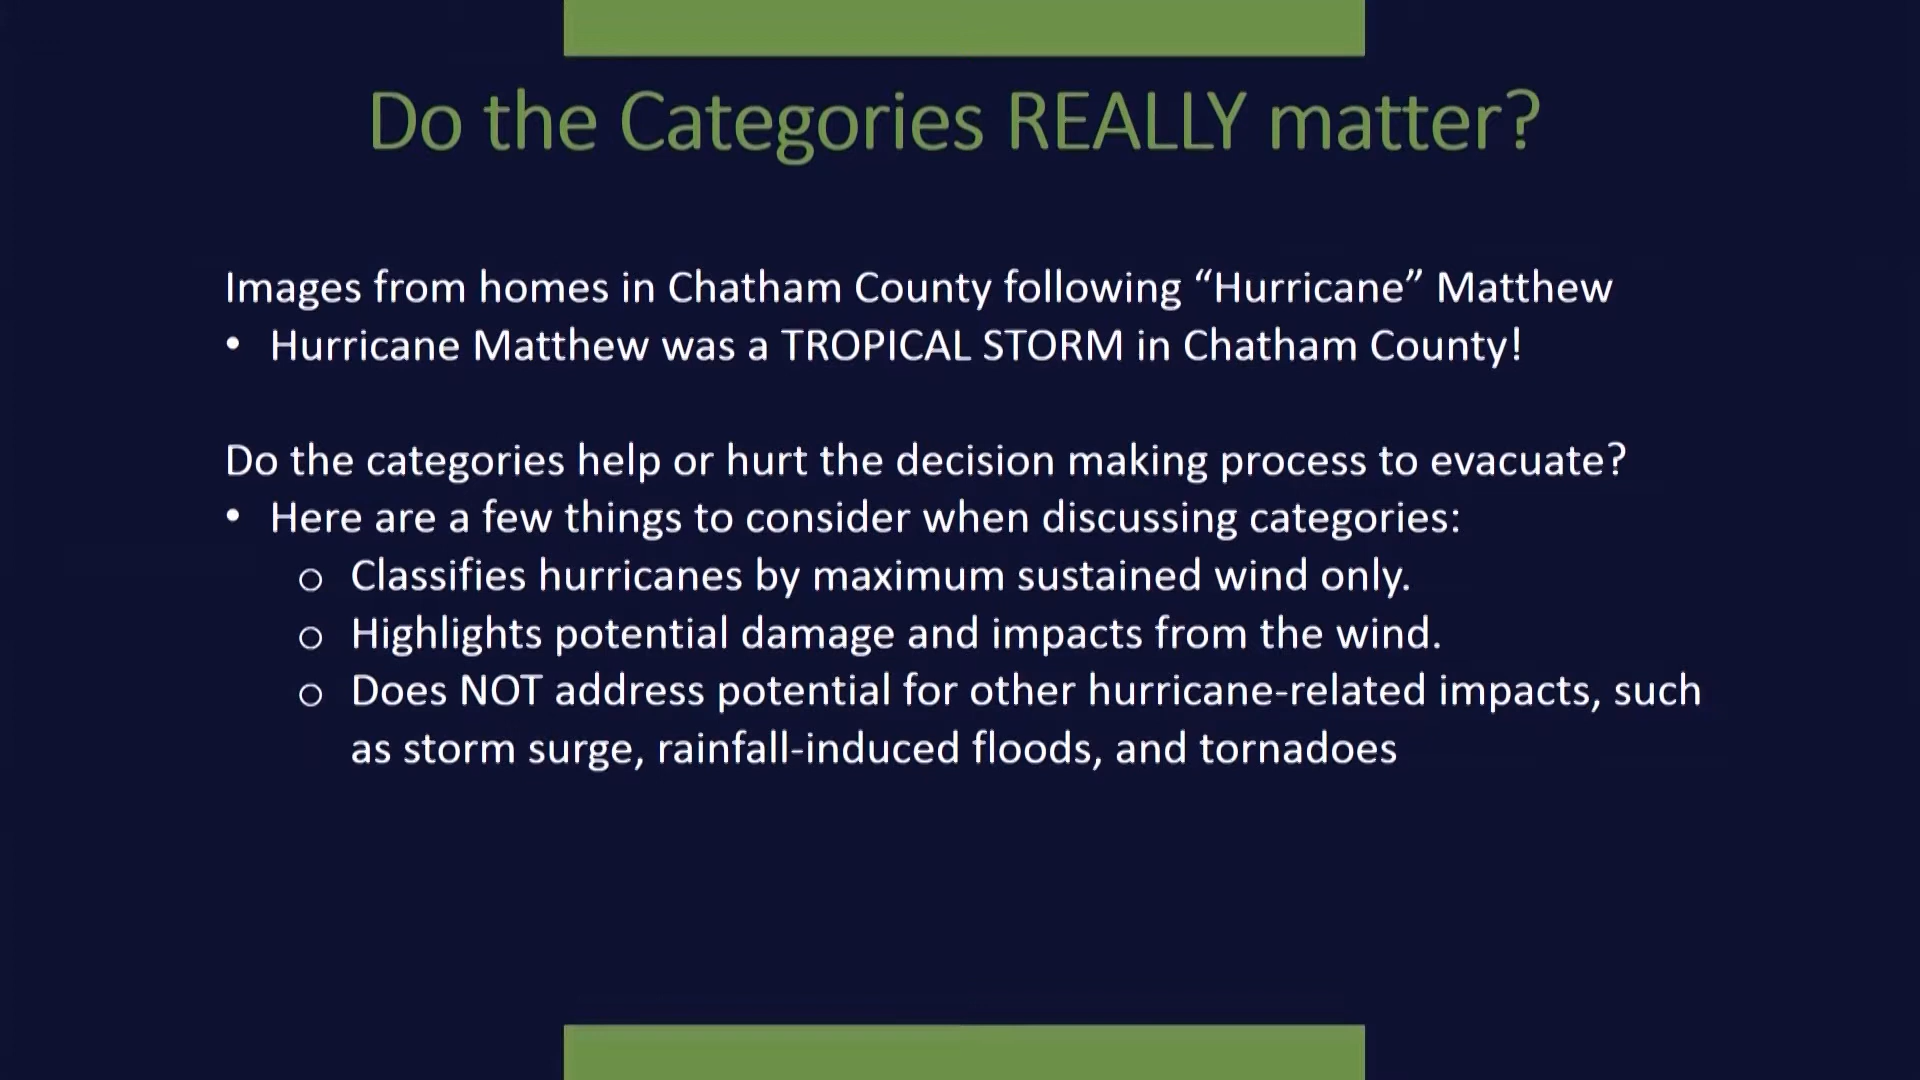 Do the Categories REALLY matter?
Images from homes in Chatham County following “Hurricane” Matthew
• Hurricane Matthew was a TROPICAL STORM in Chatham County!
Do the categories help or hurt the decision making process to evacuate?
• Here are a few things to consider when discussing categories:
o Classifies hurricanes by maximum sustained wind only.
o Highlights potential damage and impacts from the wind.
o Does NOT address potential for other hurricane-related impacts, such
as storm surge, rainfall-induced floods, and tornadoes